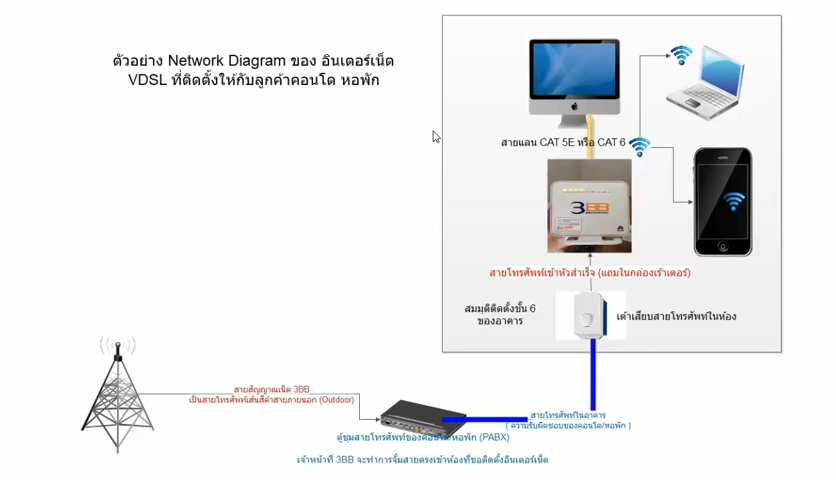 ตัวอย่าง Network Diagram ของ อินเตอร์เน็ต
VDSL ที่ติดตั้งให้กับลูกค้าคอนโด หอพัก
สายแลน CAT 5E หรือ CAT 6
3BB
สายโทรศัพท์เข้าหัวสำเร็จ (แถมในกล่องเร้าเตอร์)
สมมุติติดตั้งชั้น 6
ของอาคาร
เต้าเสียบสายโทรศัพท์ในห้อง
สายสัญญาณเน็ต 3BB
เป็นสายโทรศัพท์เส้นสีดำสายภายนอก (Outdoor)
สายโทรศัพท์ในอาคาร
( ความรับผิดชอบของคอนโด/หอพัก )
ตู้ชุมสายโทรศัพท์ของคอนโด/หอพัก (PABX)
เจ้าหน้าที่ 3BB จะทำการจั้มสายตรงเข้าห้องที่ขอติดตั้งอินเตอร์เน็ต